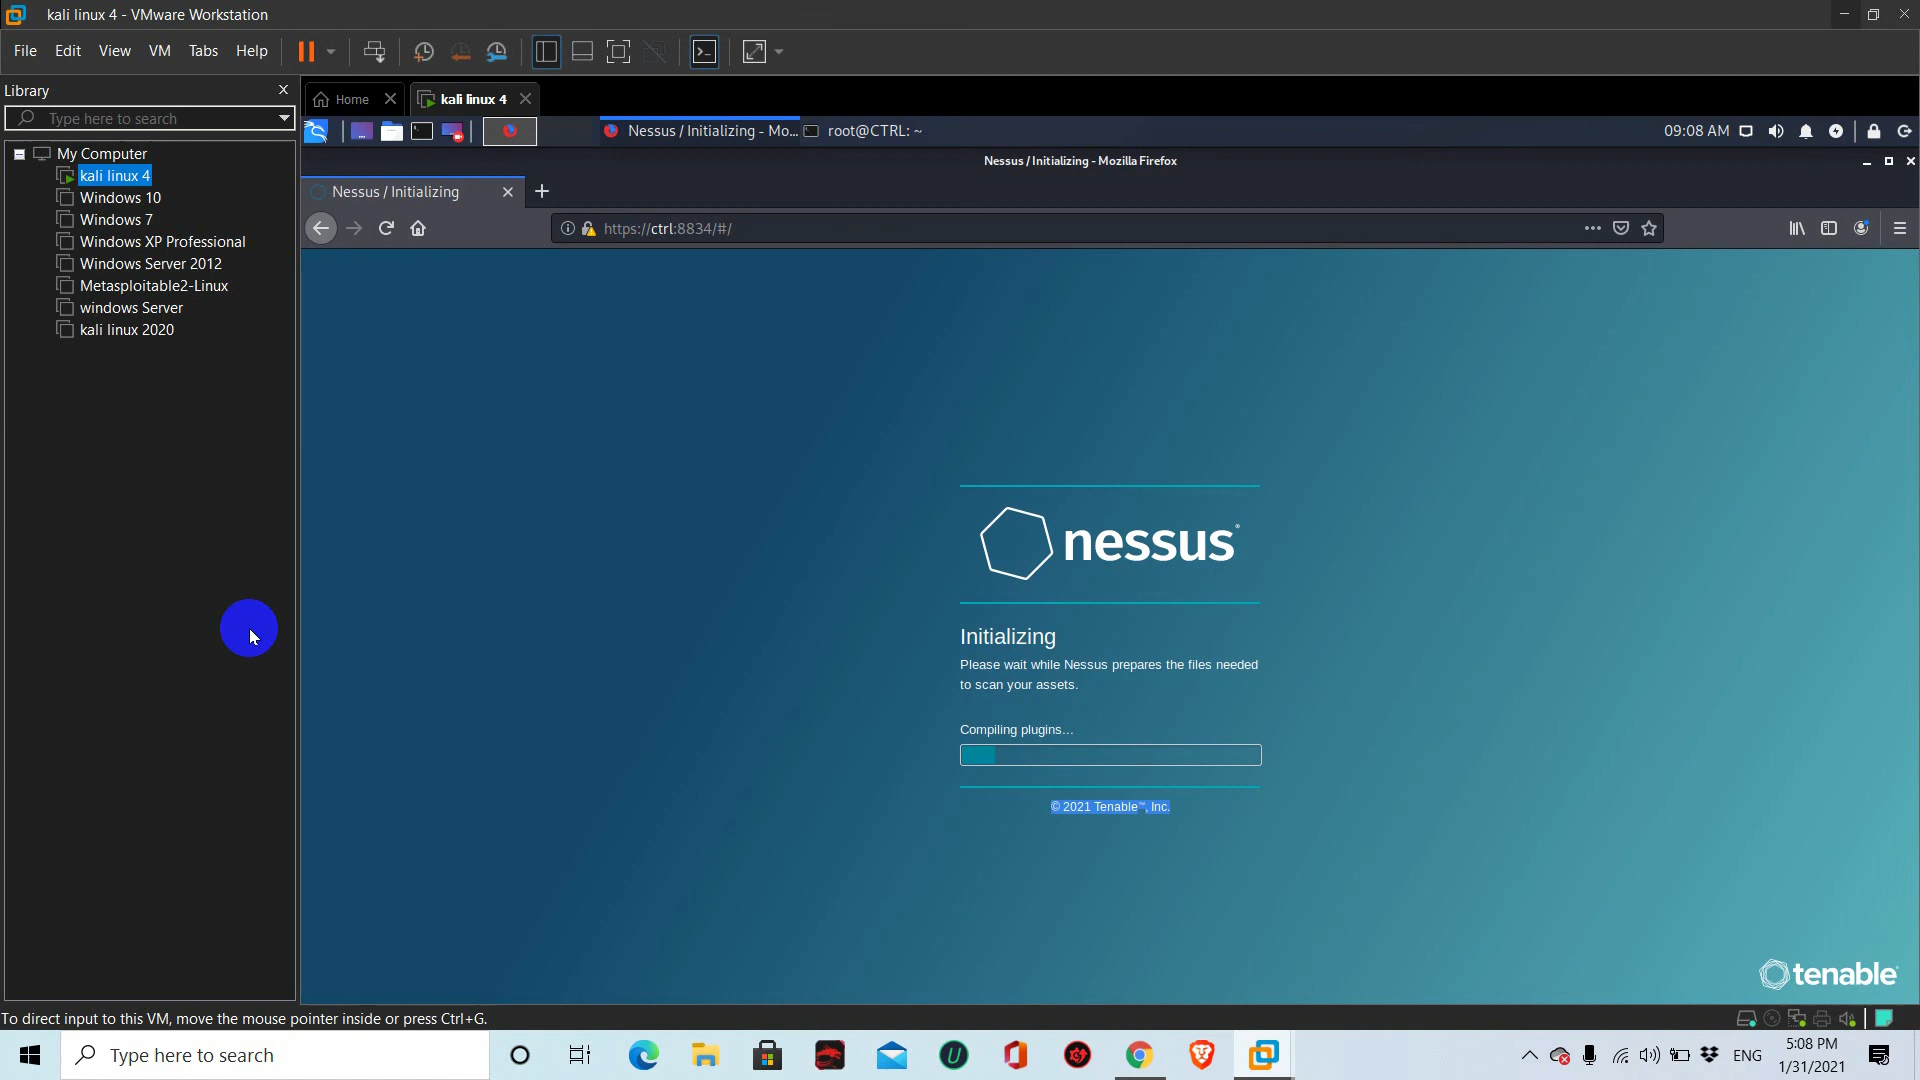 kali linux 4 - VMware Workstation
File Edit View VM Tabs Help
Library
Type here to search
My Computer
kali linux 4
Windows 10
Windows 7
Windows XP Professional
Windows Server 2012
Metasploitable2-Linux
windows Server
kali linux 2020
Home
kali linux 4
Nessus / Initializing - Mo...
root@CTRL: ~
09:08 AM
Nessus / Initializing - Mozilla Firefox
Nessus / Initializing
https://ctrl:8834/#/
nessus®
Initializing
Please wait while Nessus prepares the files needed
to scan your assets.
Compiling plugins...
© 2021 Tenable™, Inc.
tenable
To direct input to this VM, move the mouse pointer inside or press Ctrl+G.
Type here to search
ENG
5:08 PM
1/31/2021